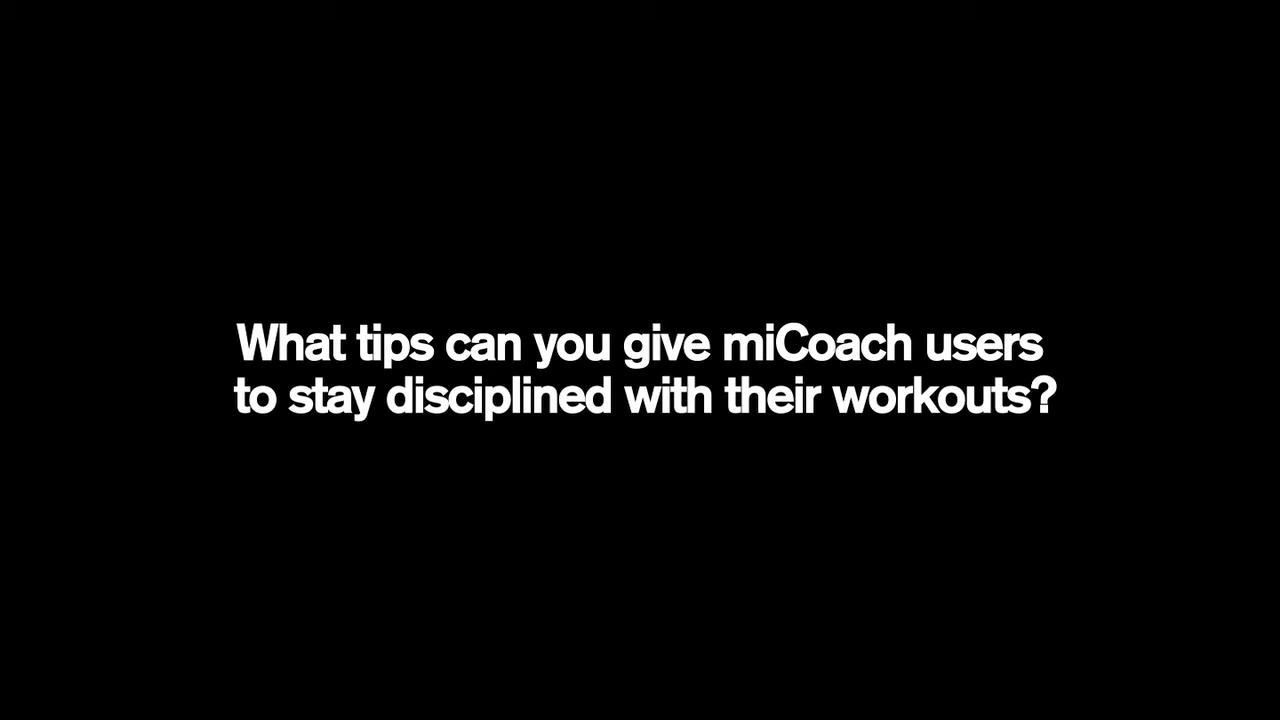 What tips can you give miCoach users
to stay disciplined with their workouts?